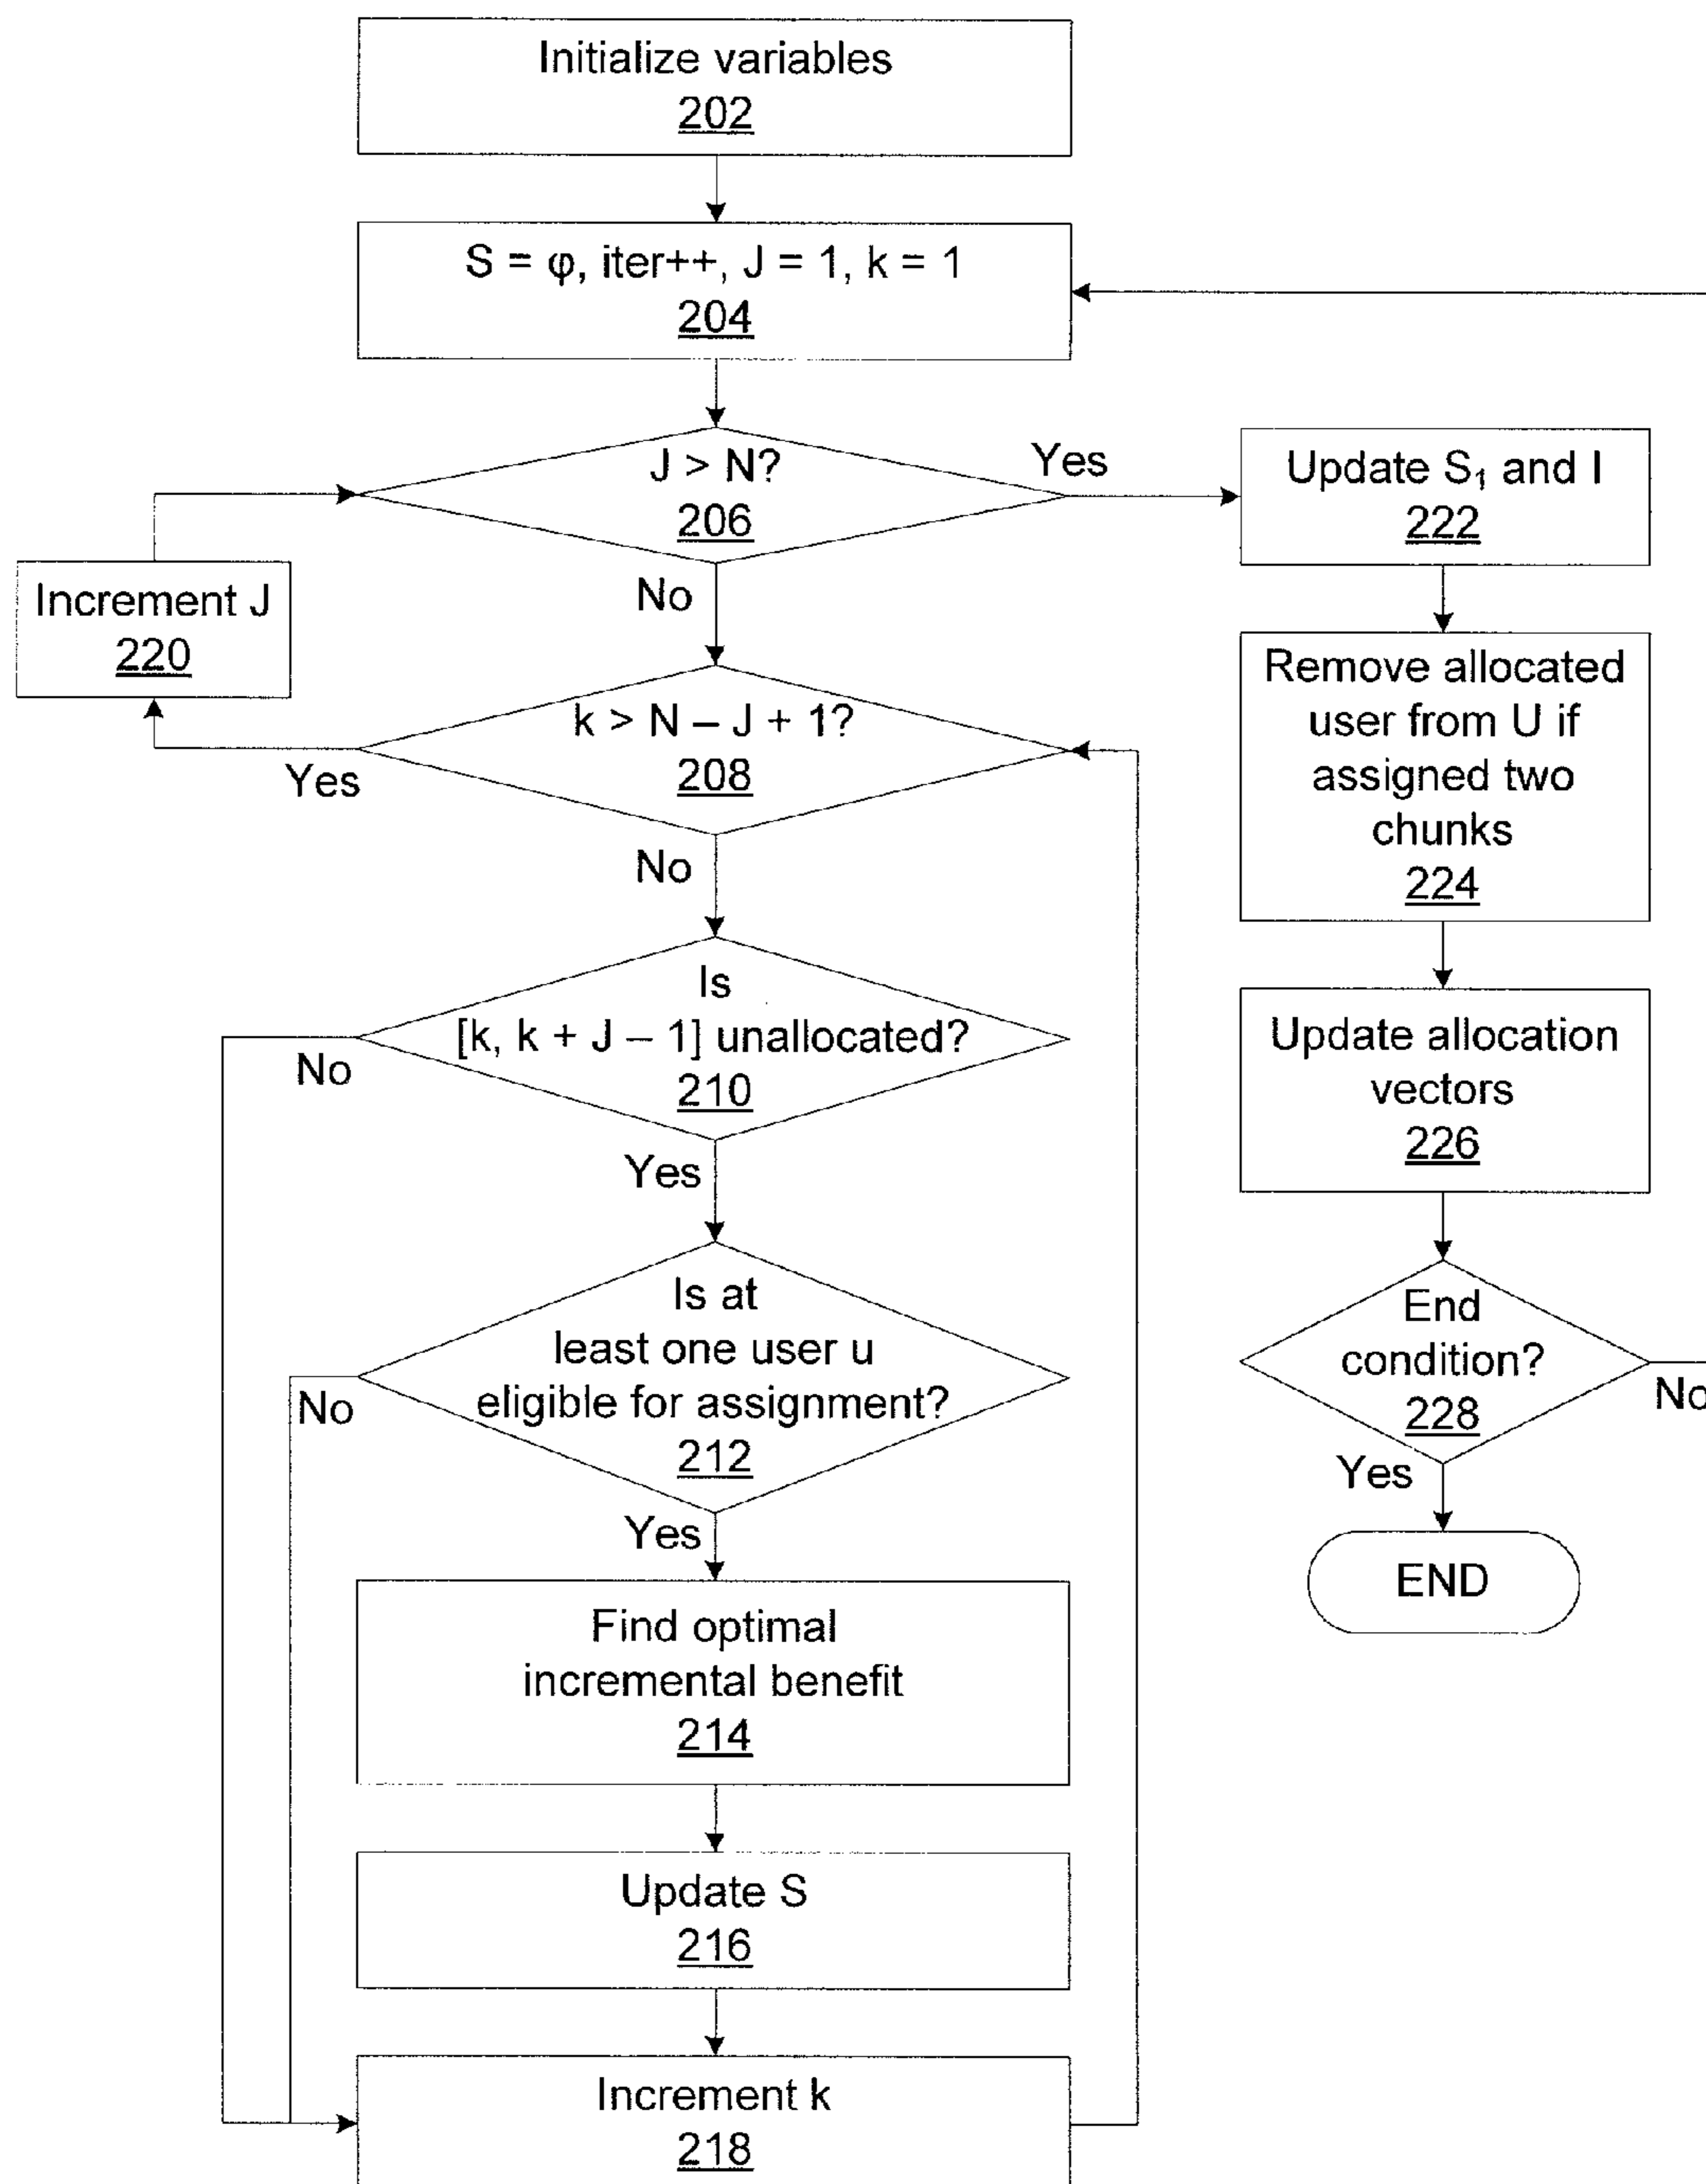 Initialize variables
202
S = φ, iter++, J = 1, k = 1
204
J > N?
206
Yes
No
Update S₁ and I
222
Increment J
220
k > N – J + 1?
208
Yes
No
Remove allocated
user from U if
assigned two
chunks
224
Is
[k, k + J – 1] unallocated?
210
No
Yes
Update allocation
vectors
226
Is at
least one user u
eligible for assignment?
212
No
Yes
End
condition?
228
No
Yes
END
Find optimal
incremental benefit
214
Update S
216
Increment k
218